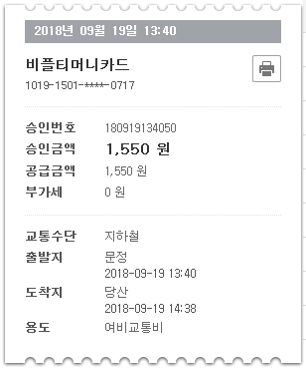 2018년 09월 19일 13:40
비플티머니카드
1019-1501-****-0717
승인번호 180919134050
승인금액 1,550 원
공급금액 1,550 원
부가세 0 원
교통수단 지하철
출발지 문정
2018-09-19 13:40
도착지 당산
2018-09-19 14:38
용도 여비교통비